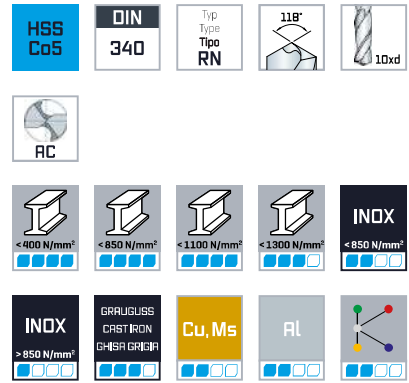 HSS
Co5
DIN
340
Typ
Type
Tipo
RN
118°
10xd
AC
<400 N/mm²
<850 N/mm²
<1100 N/mm²
<1300 N/mm²
INOX
<850 N/mm²
INOX
>850 N/mm²
GRAUGUSS
CAST IRON
GHISA GRIGIA
Cu, Ms
Al